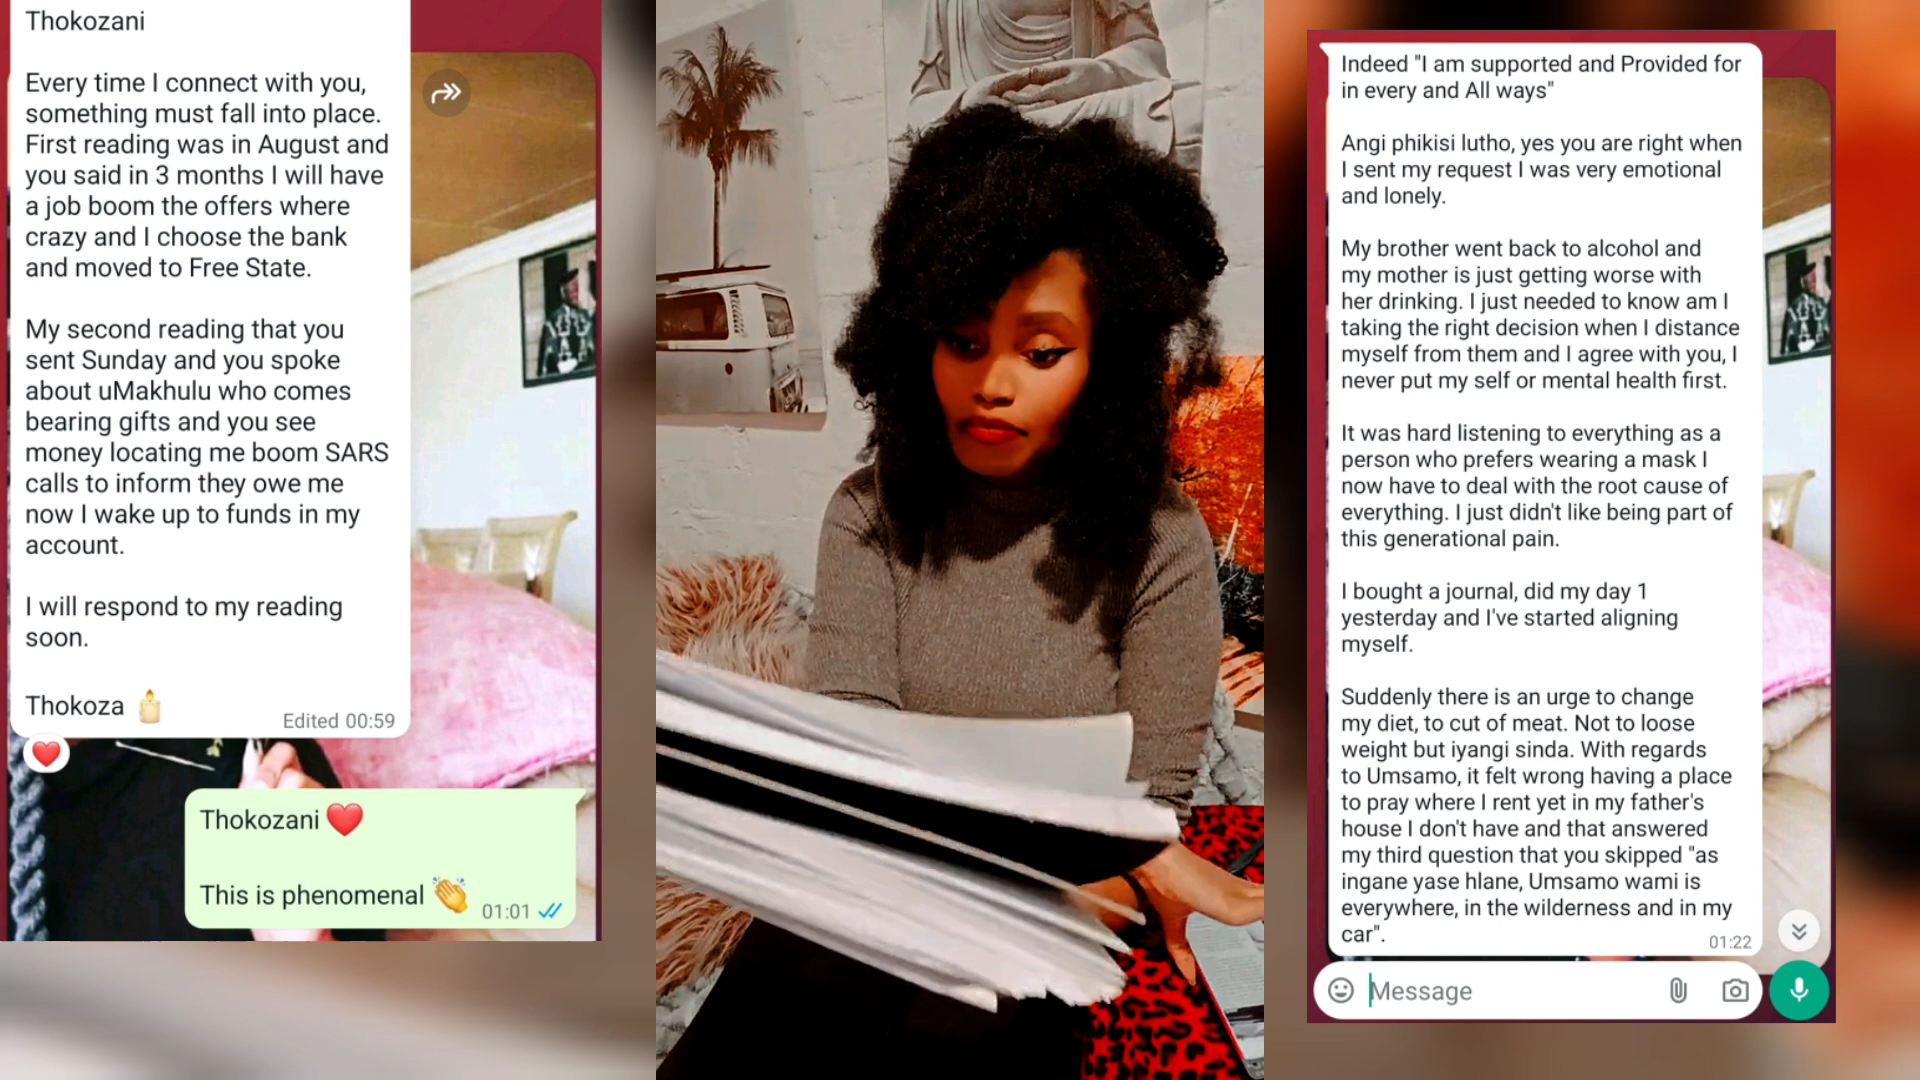 Thokozani
Every time I connect with you,
something must fall into place.
First reading was in August and
you said in 3 months I will have
a job boom the offers where
crazy and I choose the bank
and moved to Free State.
My second reading that you
sent Sunday and you spoke
about uMakhulu who comes
bearing gifts and you see
money locating me boom SARS
calls to inform they owe me
now I wake up to funds in my
account.
I will respond to my reading
soon.
Thokoza 🕯️
Edited 00:59
❤️
Thokozani ❤️
This is phenomenal 👏
01:01
Indeed "I am supported and Provided for
in every and All ways"
Angi phikisi lutho, yes you are right when
I sent my request I was very emotional
and lonely.
My brother went back to alcohol and
my mother is just getting worse with
her drinking. I just needed to know am I
taking the right decision when I distance
myself from them and I agree with you, I
never put my self or mental health first.
It was hard listening to everything as a
person who prefers wearing a mask I
now have to deal with the root cause of
everything. I just didn't like being part of
this generational pain.
I bought a journal, did my day 1
yesterday and I've started aligning
myself.
Suddenly there is an urge to change
my diet, to cut of meat. Not to loose
weight but iyangi sinda. With regards
to Umsamo, it felt wrong having a place
to pray where I rent yet in my father's
house I don't have and that answered
my third question that you skipped "as
ingane yase hlane, Umsamo wami is
everywhere, in the wilderness and in my
car".
01:22
Message